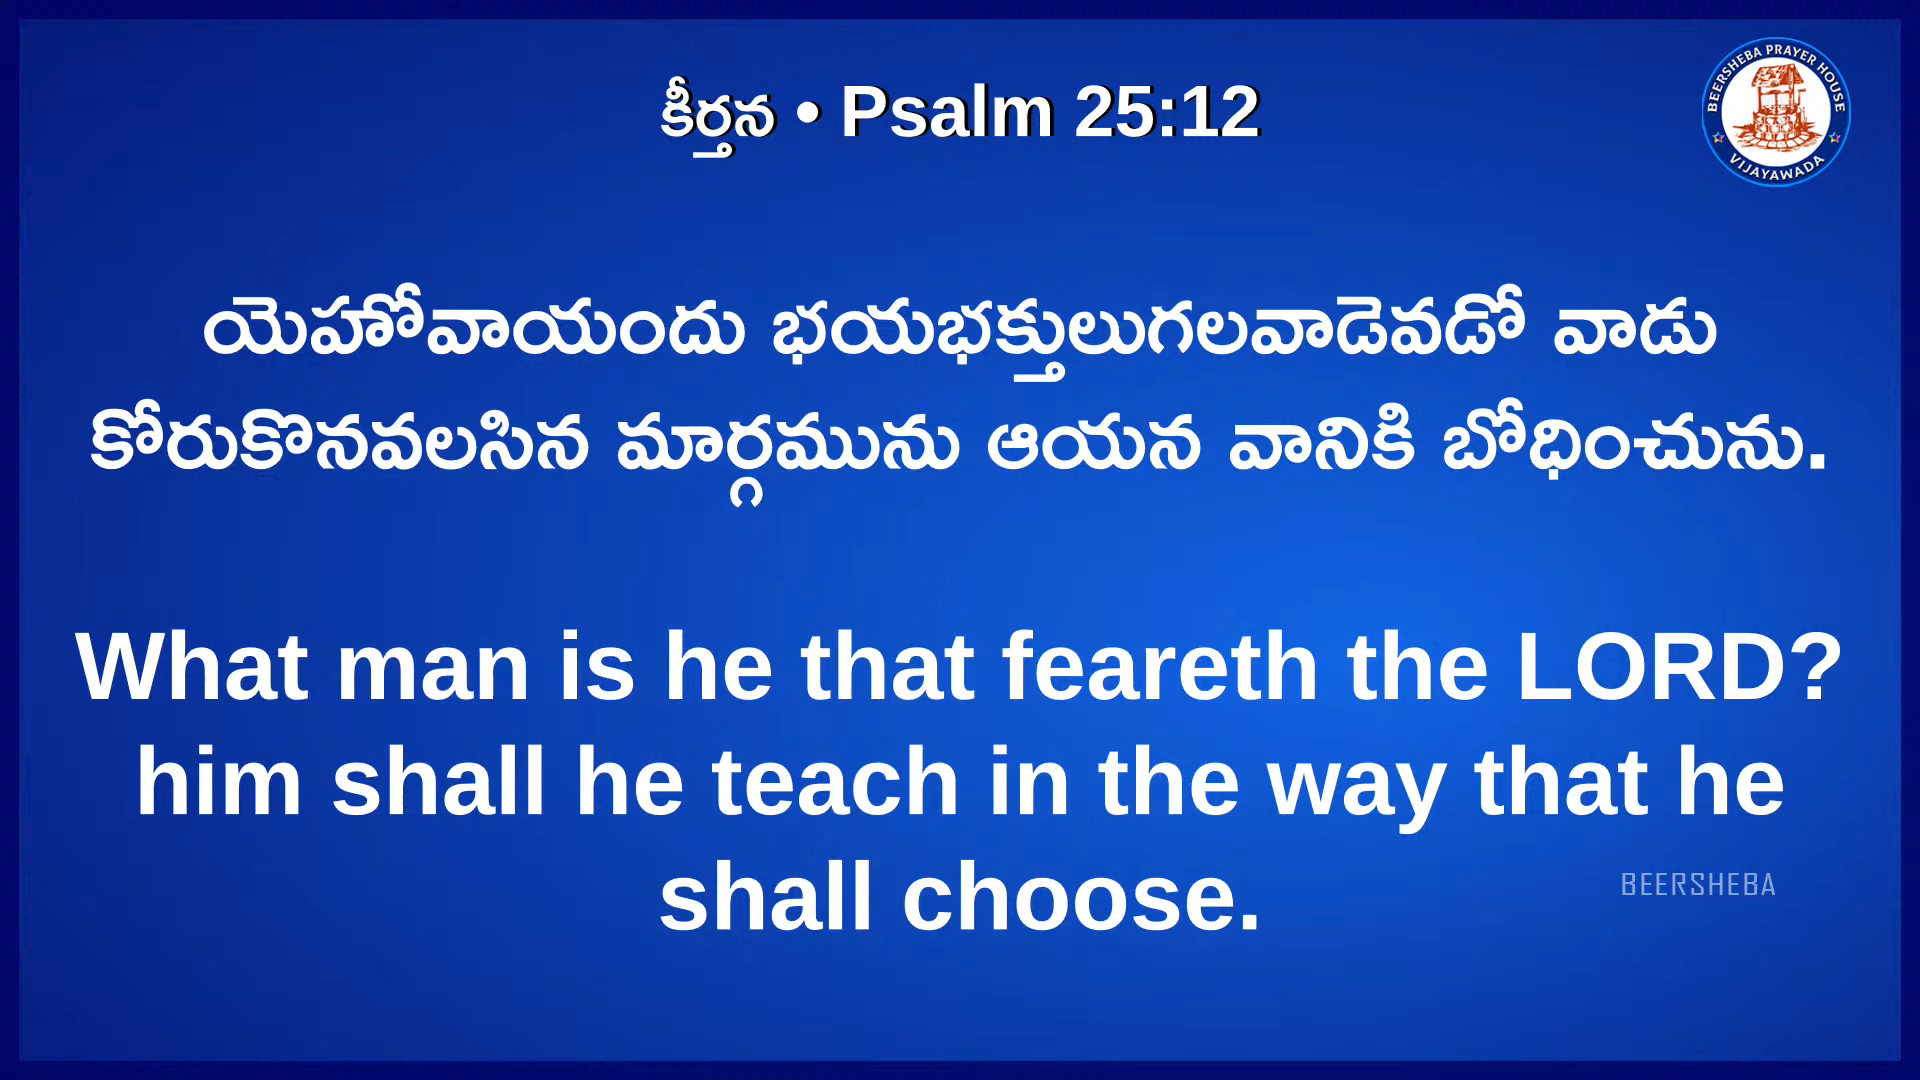 కీర్తన • Psalm 25:12
BEERSHEBA PRAYER HOUSE
VIJAYAWADA
యెహోవాయందు భయభక్తులుగలవాడెవడో వాడు
కోరుకొనవలసిన మార్గమును ఆయన వానికి బోధించును.
What man is he that feareth the LORD?
him shall he teach in the way that he
shall choose.
BEERSHEBA